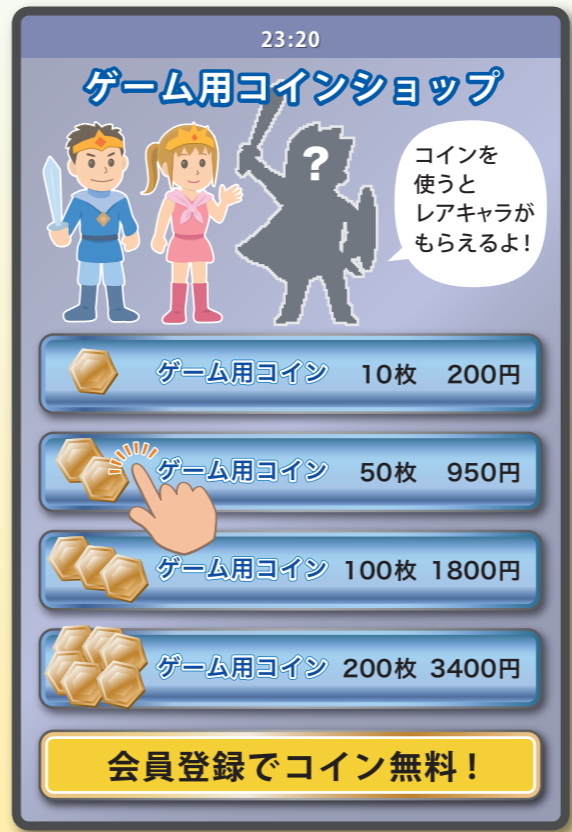 23:20
ゲーム用コインショップ
?
コインを
使うと
レアキャラが
もらえるよ!
ゲーム用コイン 10枚 200円
ゲーム用コイン 50枚 950円
ゲーム用コイン 100枚 1800円
ゲーム用コイン 200枚 3400円
会員登録でコイン無料!